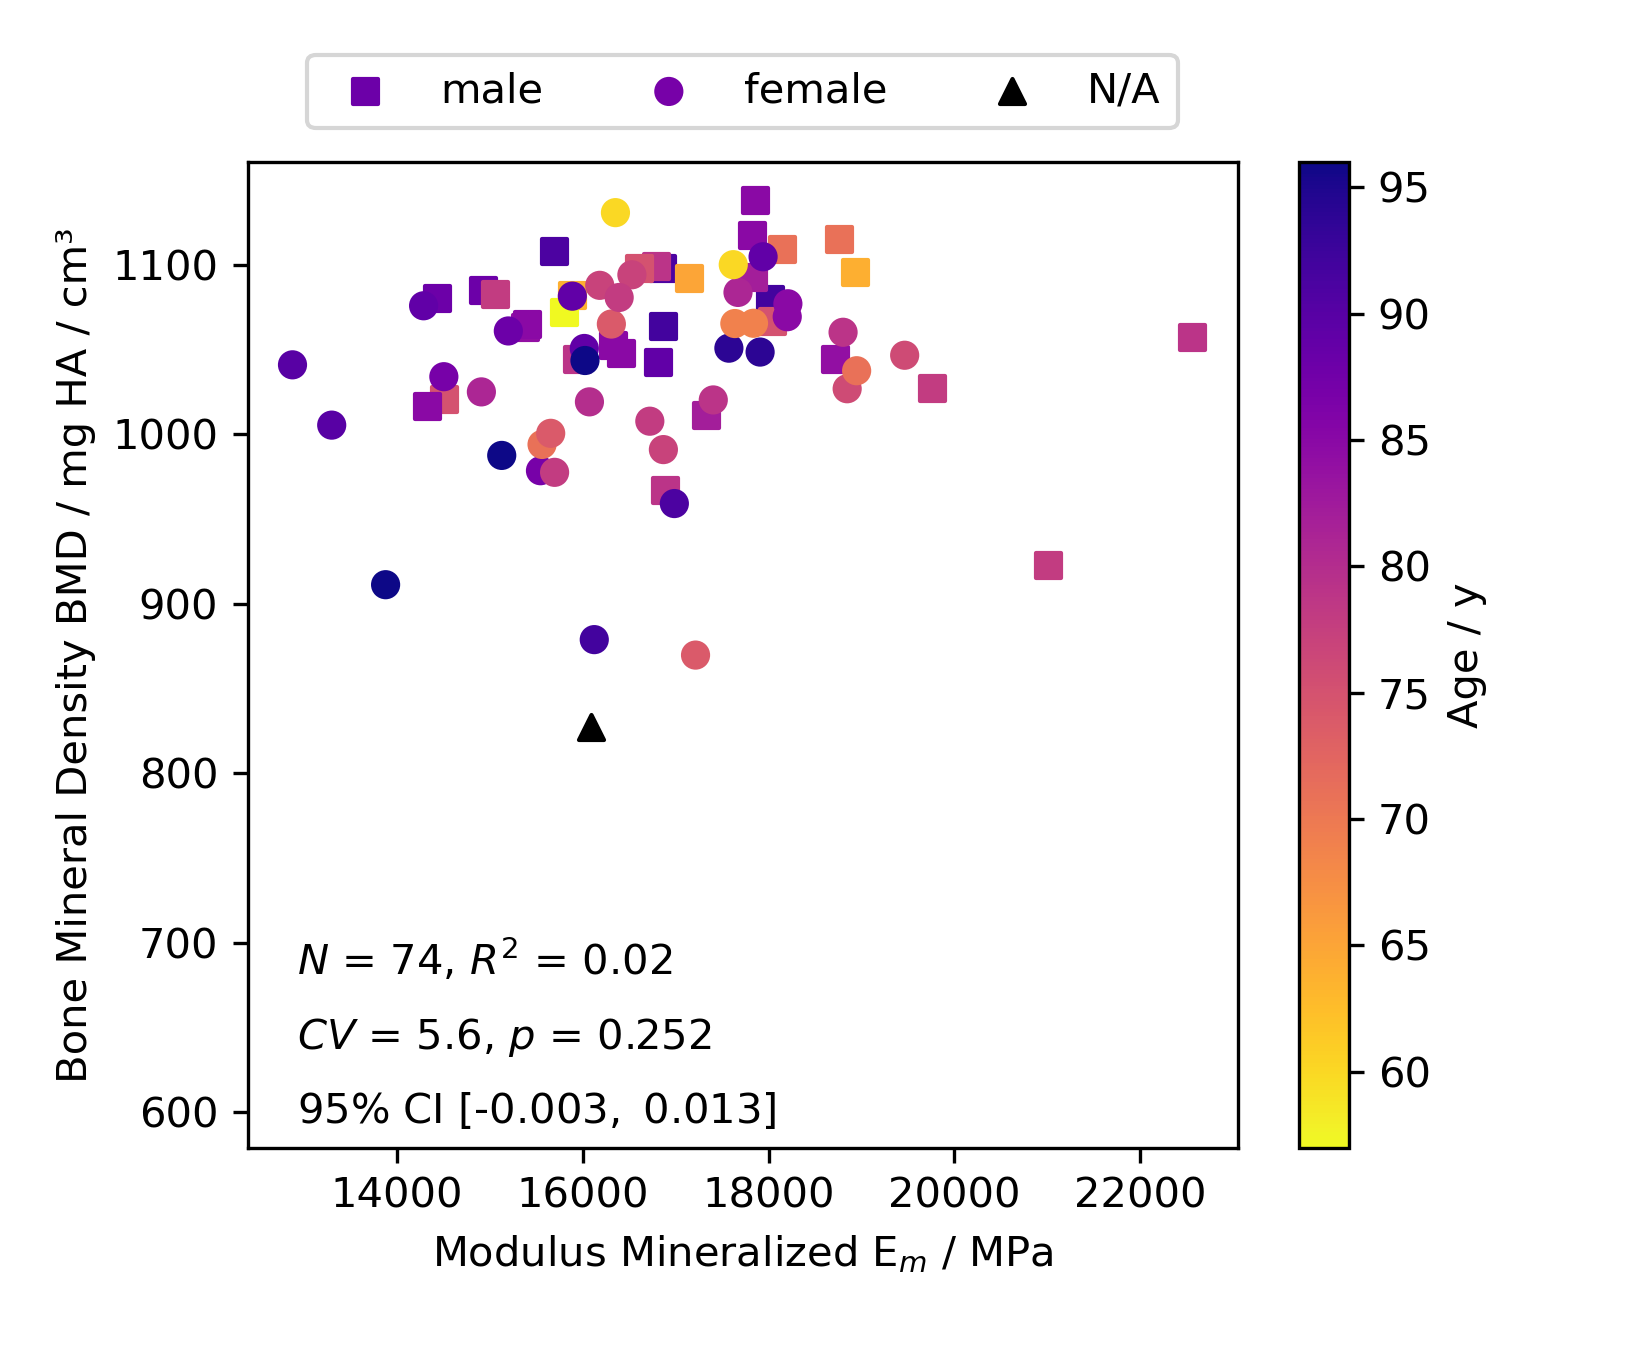 male female N/A
Bone Mineral Density BMD / mg HA / cm³
1100
1000
900
800
700
600
N = 74, R² = 0.02
CV = 5.6, p = 0.252
95% CI [-0.003, 0.013]
14000 16000 18000 20000 22000
Modulus Mineralized Eₘ / MPa
95
90
85
80
75
70
65
60
Age / y